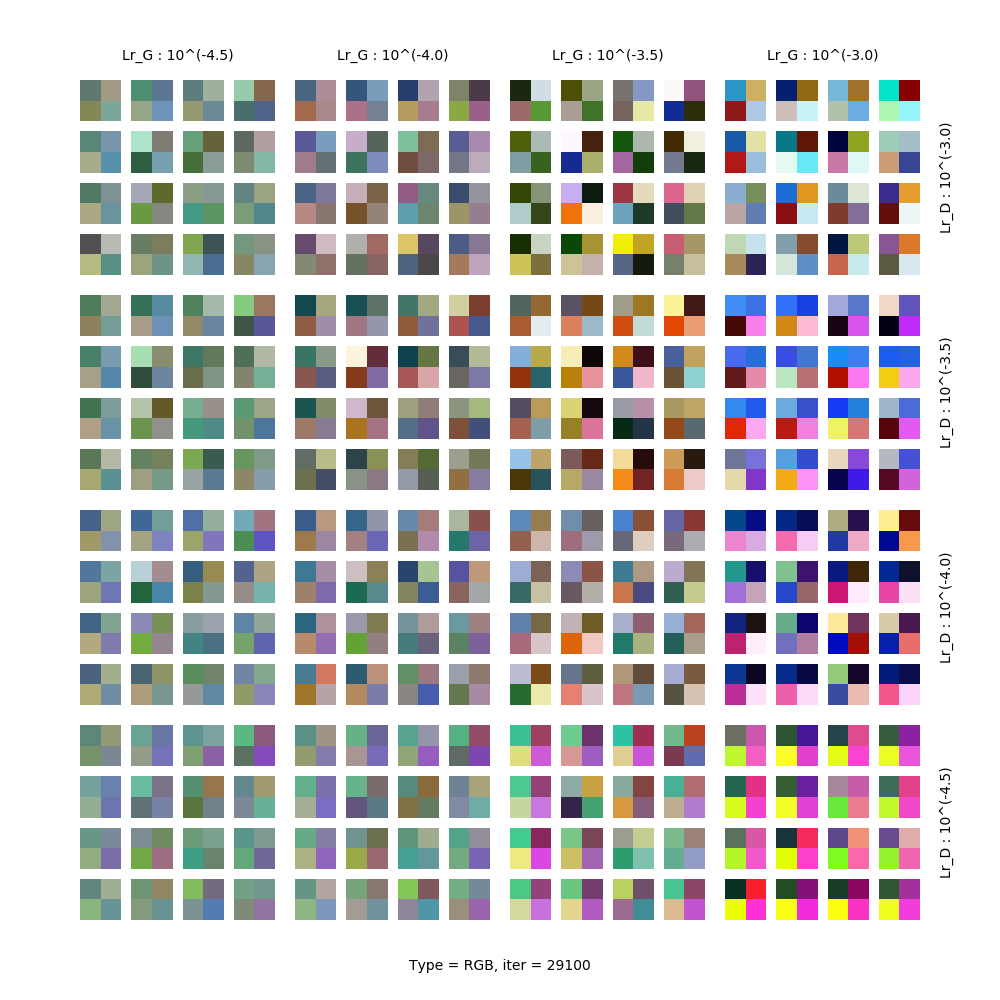 Lr_G : 10^(-4.5)
Lr_G : 10^(-4.0)
Lr_G : 10^(-3.5)
Lr_G : 10^(-3.0)
Lr_D : 10^(-3.0)
Lr_D : 10^(-3.5)
Lr_D : 10^(-4.0)
Lr_D : 10^(-4.5)
Type = RGB, iter = 29100